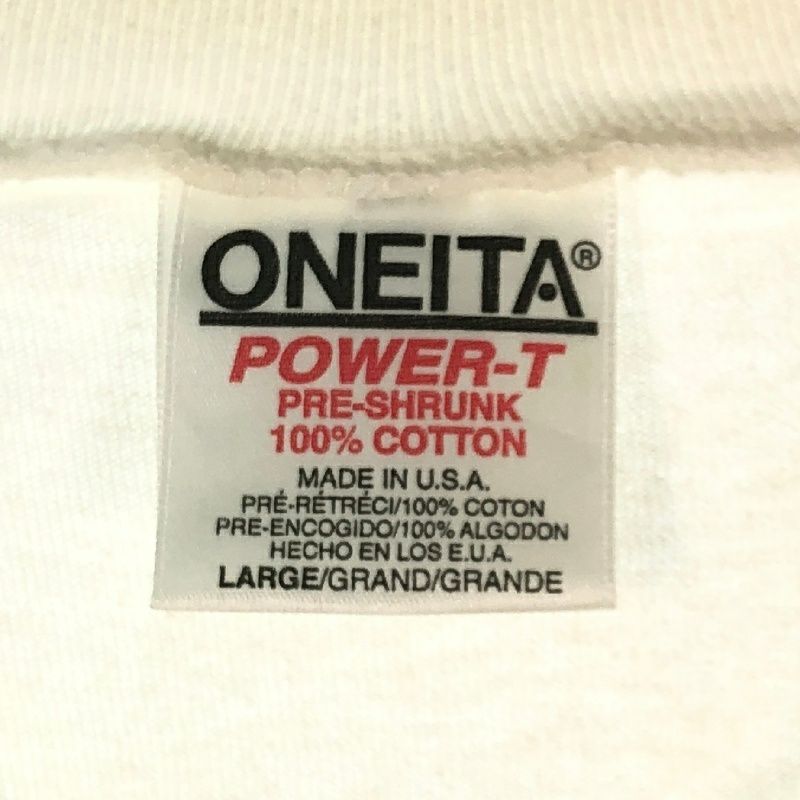 ONEITA®
POWER-T
PRE-SHRUNK
100% COTTON
MADE IN U.S.A.
PRÉ-RÉTRÉCI/100% COTON
PRE-ENCOGIDO/100% ALGODON
HECHO EN LOS E.U.A.
LARGE/GRAND/GRANDE